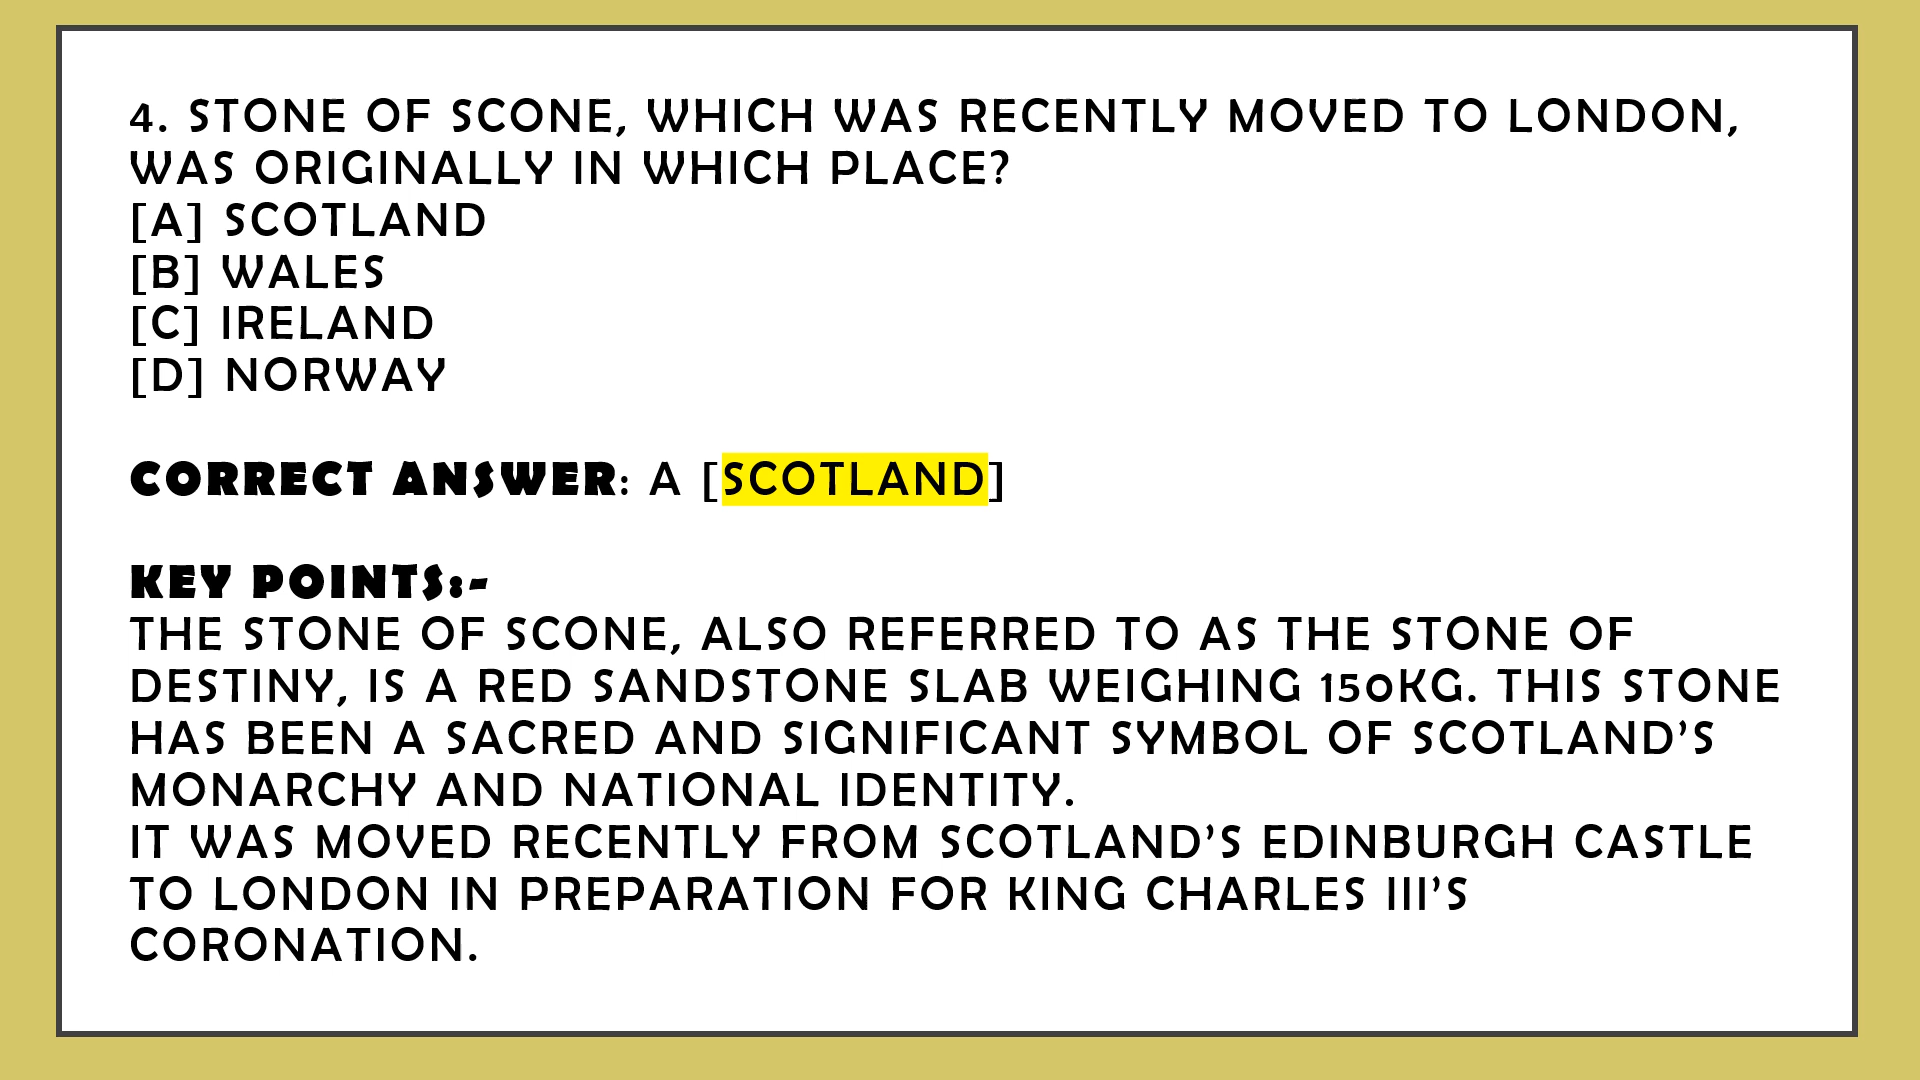 4. STONE OF SCONE, WHICH WAS RECENTLY MOVED TO LONDON,
WAS ORIGINALLY IN WHICH PLACE?
[A] SCOTLAND
[B] WALES
[C] IRELAND
[D] NORWAY
CORRECT ANSWER: A [SCOTLAND]
KEY POINTS:-
THE STONE OF SCONE, ALSO REFERRED TO AS THE STONE OF
DESTINY, IS A RED SANDSTONE SLAB WEIGHING 150KG. THIS STONE
HAS BEEN A SACRED AND SIGNIFICANT SYMBOL OF SCOTLAND’S
MONARCHY AND NATIONAL IDENTITY.
IT WAS MOVED RECENTLY FROM SCOTLAND’S EDINBURGH CASTLE
TO LONDON IN PREPARATION FOR KING CHARLES III’S
CORONATION.